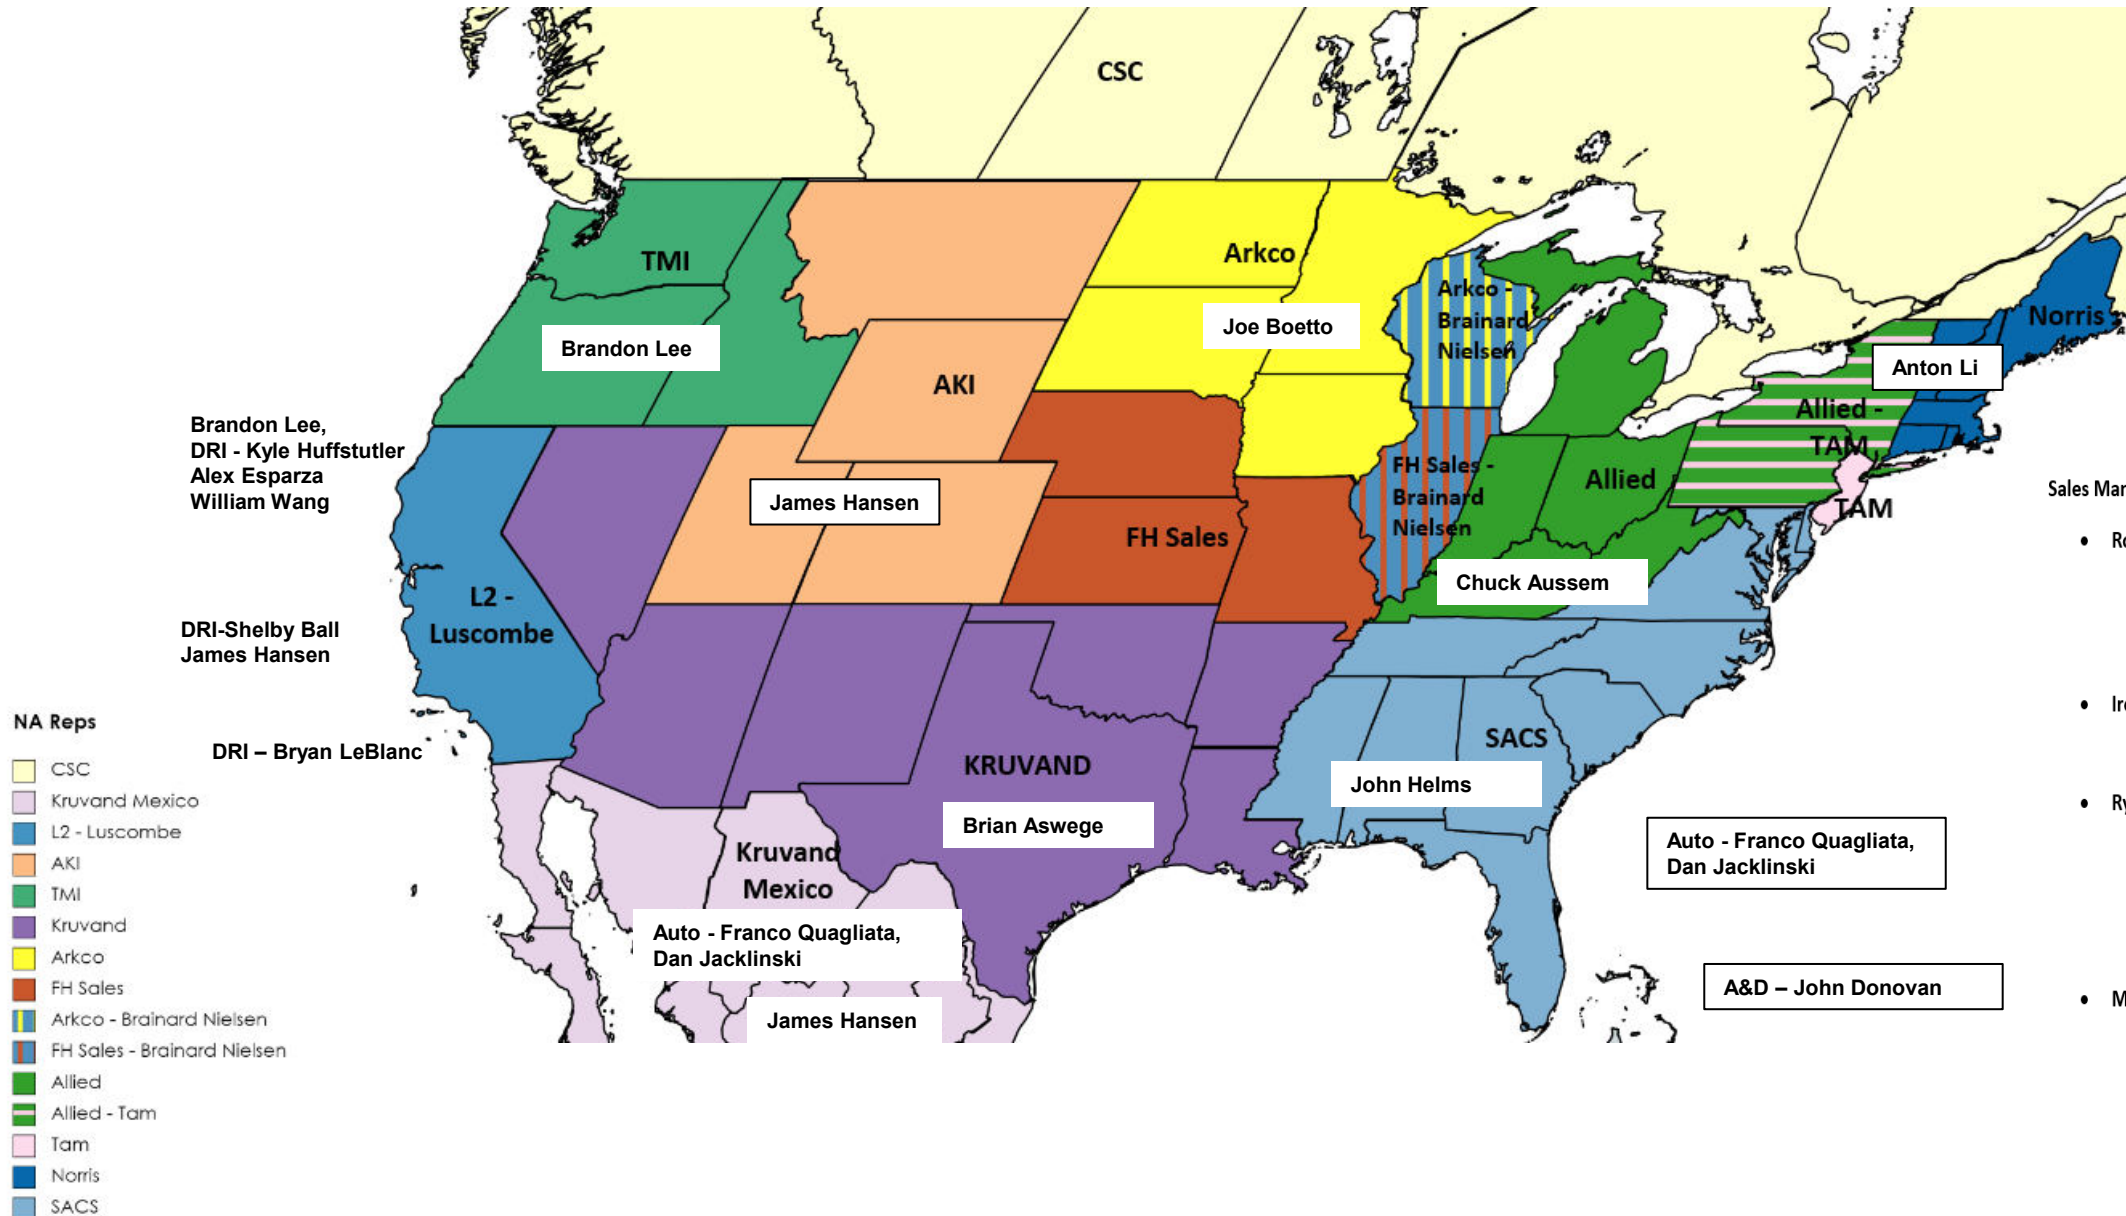 CSC
TMI
Arkco
Arkco -
Brainard
Nielsen
Norris
Joe Boetto
Brandon Lee
Anton Li
AKI
Allied -
TAM
Brandon Lee,
DRI - Kyle Huffstutler
Alex Esparza
William Wang
James Hansen
FH Sales -
Brainard
Nielsen
Allied
Sales Mar
TAM
FH Sales
Chuck Aussem
L2 -
Luscombe
DRI-Shelby Ball
James Hansen
DRI – Bryan LeBlanc
SACS
KRUVAND
John Helms
Brian Aswege
Kruvand
Mexico
Auto - Franco Quagliata,
Dan Jacklinski
Auto - Franco Quagliata,
Dan Jacklinski
James Hansen
A&D – John Donovan
NA Reps
CSC
Kruvand Mexico
L2 - Luscombe
AKI
TMI
Kruvand
Arkco
FH Sales
Arkco - Brainard Nielsen
FH Sales - Brainard Nielsen
Allied
Allied - Tam
Tam
Norris
SACS